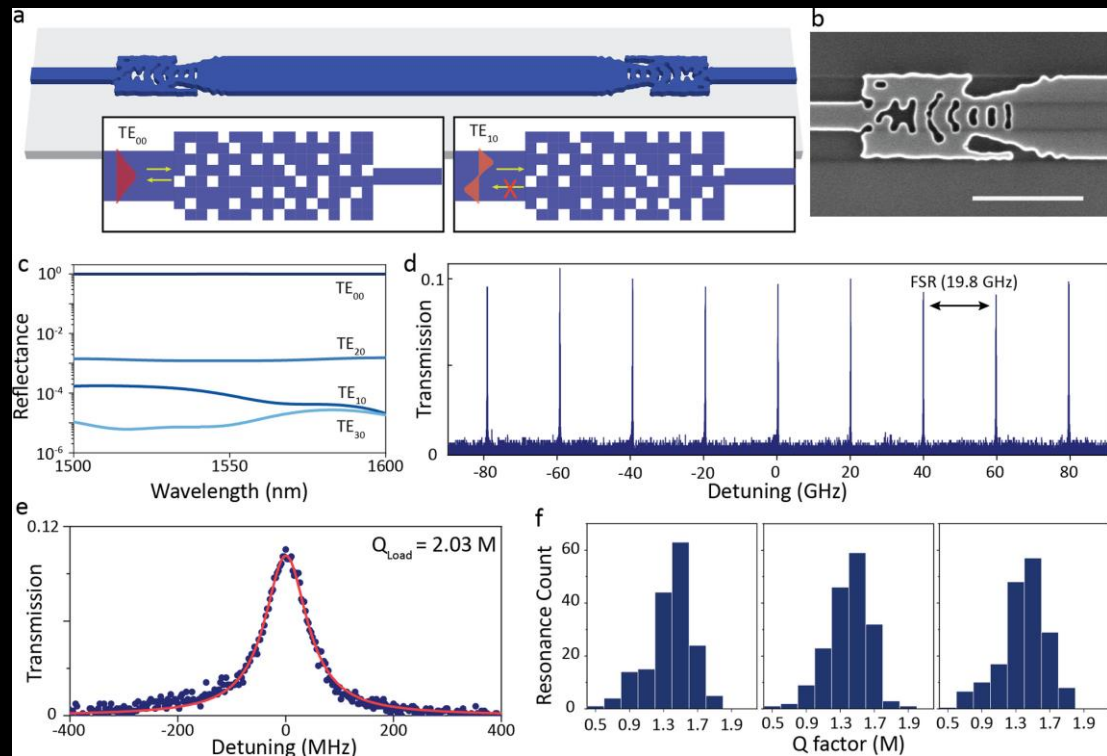 a
b
TE00
TE10
c
d
Reflectance
10^0
10^-2
10^-4
10^-6
TE00
TE20
TE10
TE30
1500
1550
1600
Wavelength (nm)
Transmission
0.1
0
FSR (19.8 GHz)
-80
-60
-40
-20
0
20
40
60
80
Detuning (GHz)
e
Transmission
0.12
0
Q_Load = 2.03 M
-400
-200
0
200
400
Detuning (MHz)
f
Resonance Count
60
40
20
0
0.5 0.9 1.3 1.7 1.9
0.5 0.9 1.3 1.7 1.9
0.5 0.9 1.3 1.7 1.9
Q factor (M)